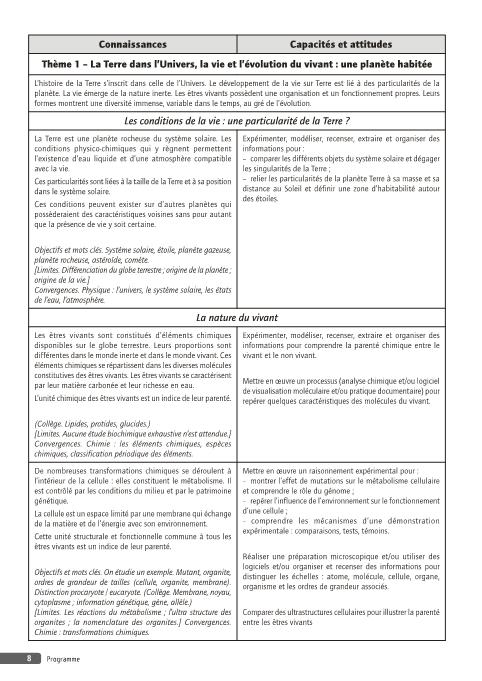 Connaissances
Capacités et attitudes
Thème 1 – La Terre dans l'Univers, la vie et l'évolution du vivant : une planète habitée
L'histoire de la Terre s'inscrit dans celle de l'Univers. Le développement de la vie sur Terre est lié à des particularités de la
planète. La vie émerge de la nature inerte. Les êtres vivants possèdent une organisation et un fonctionnement propres. Leurs
formes montrent une diversité immense, variable dans le temps, au gré de l'évolution.
Les conditions de la vie : une particularité de la Terre ?
La Terre est une planète rocheuse du système solaire. Les
conditions physico-chimiques qui y règnent permettent
l'existence d'eau liquide et d'une atmosphère compatible
avec la vie.
Ces particularités sont liées à la taille de la Terre et à sa position
dans le système solaire.
Ces conditions peuvent exister sur d'autres planètes qui
possèderaient des caractéristiques voisines sans pour autant
que la présence de vie y soit certaine.
Objectifs et mots clés. Système solaire, étoile, planète gazeuse,
planète rocheuse, astéroïde, comète.
[Limites. Différenciation du globe terrestre ; origine de la planète ;
origine de la vie.]
Convergences. Physique : l'univers, le système solaire, les états
de l'eau, l'atmosphère.
Expérimenter, modéliser, recenser, extraire et organiser des
informations pour :
– comparer les différents objets du système solaire et dégager
les singularités de la Terre ;
– relier les particularités de la planète Terre à sa masse et sa
distance au Soleil et définir une zone d'habitabilité autour
des étoiles.
La nature du vivant
Les êtres vivants sont constitués d'éléments chimiques
disponibles sur le globe terrestre. Leurs proportions sont
différentes dans le monde inerte et dans le monde vivant. Ces
éléments chimiques se répartissent dans les diverses molécules
constitutives des êtres vivants. Les êtres vivants se caractérisent
par leur matière carbonée et leur richesse en eau.
L'unité chimique des êtres vivants est un indice de leur parenté.
(Collège. Lipides, protides, glucides.)
[Limites. Aucune étude biochimique exhaustive n'est attendue.]
Convergences. Chimie : les éléments chimiques, espèces
chimiques, classification périodique des éléments.
Expérimenter, modéliser, recenser, extraire et organiser des
informations pour comprendre la parenté chimique entre le
vivant et le non vivant.
Mettre en œuvre un processus (analyse chimique et/ou logiciel
de visualisation moléculaire et/ou pratique documentaire) pour
repérer quelques caractéristiques des molécules du vivant.
De nombreuses transformations chimiques se déroulent à
l'intérieur de la cellule : elles constituent le métabolisme. Il
est contrôlé par les conditions du milieu et par le patrimoine
génétique.
La cellule est un espace limité par une membrane qui échange
de la matière et de l'énergie avec son environnement.
Cette unité structurale et fonctionnelle commune à tous les
êtres vivants est un indice de leur parenté.
Objectifs et mots clés. On étudie un exemple. Mutant, organite,
ordres de grandeur de tailles (cellule, organite, membrane).
Distinction procaryote / eucaryote. (Collège. Membrane, noyau,
cytoplasme ; information génétique, gène, allèle.)
[Limites. Les réactions du métabolisme ; l'ultra structure des
organites ; la nomenclature des organites.] Convergences.
Chimie : transformations chimiques.
Mettre en œuvre un raisonnement expérimental pour :
- montrer l'effet de mutations sur le métabolisme cellulaire
et comprendre le rôle du génome ;
- repérer l'influence de l'environnement sur le fonctionnement
d'une cellule ;
- comprendre les mécanismes d'une démonstration
expérimentale : comparaisons, tests, témoins.
Réaliser une préparation microscopique et/ou utiliser des
logiciels et/ou organiser et recenser des informations pour
distinguer les échelles : atome, molécule, cellule, organe,
organisme et les ordres de grandeur associés.
Comparer des ultrastructures cellulaires pour illustrer la parenté
entre les êtres vivants
8 Programme